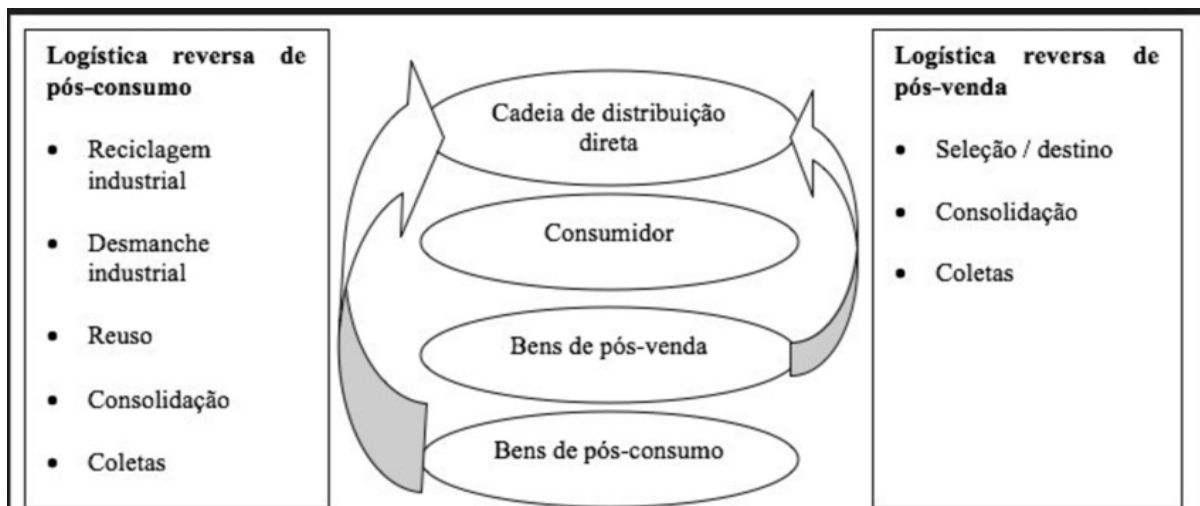 Logística reversa de
pós-consumo
• Reciclagem
industrial
• Desmanche
industrial
• Reuso
• Consolidação
• Coletas
Cadeia de distribuição
direta
Consumidor
Bens de pós-venda
Bens de pós-consumo
Logística reversa de
pós-venda
• Seleção / destino
• Consolidação
• Coletas